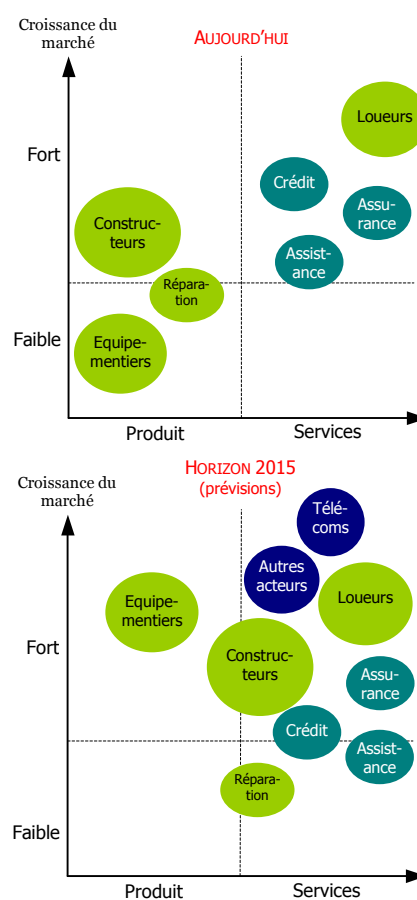 Croissance du
marché
AUJOURD'HUI
Loueurs
Fort
Crédit
Assu-
rance
Construc-
teurs
Assist-
ance
Répara-
tion
Faible
Equipe-
mentiers
Produit
Services
HORIZON 2015
(prévisions)
Croissance du
marché
Télé-
coms
Autres
acteurs
Equipe-
mentiers
Loueurs
Fort
Construc-
teurs
Assu-
rance
Crédit
Assist-
ance
Répara-
tion
Faible
Produit
Services